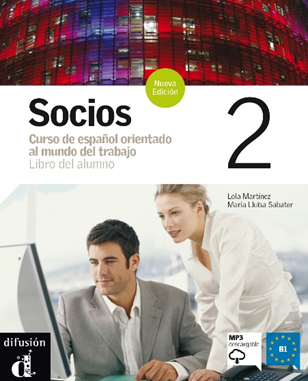 Nueva
Edición
Socios
2
Curso de español orientado
al mundo del trabajo
Libro del alumno
Lola Martínez
Maria Lluïsa Sabater
difusión
MP3
descargable
B1